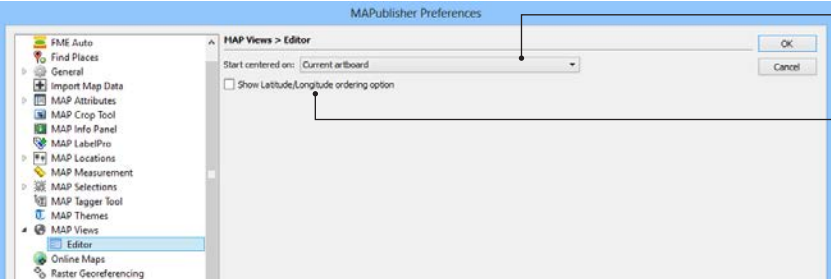 MAPublisher Preferences
FME Auto
Find Places
General
Import Map Data
MAP Attributes
MAP Crop Tool
MAP Info Panel
MAP LabelPro
MAP Locations
MAP Measurement
MAP Selections
MAP Tagger Tool
MAP Themes
MAP Views
Editor
Online Maps
Raster Georeferencing
MAP Views > Editor
Start centered on: Current artboard
Show Latitude/Longitude ordering option
OK
Cancel